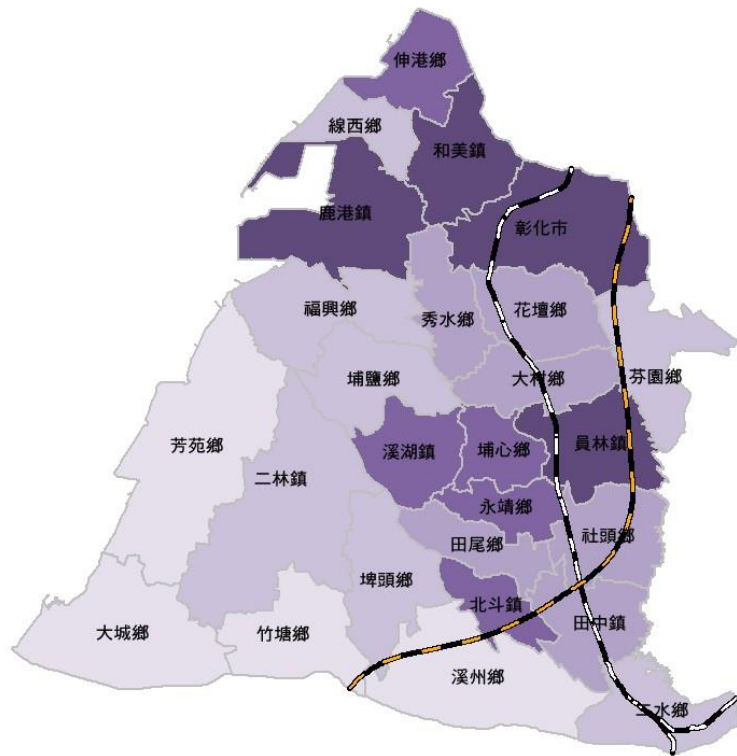 伸港鄉
線西鄉
和美鎮
鹿港鎮
彰化市
福興鄉
秀水鄉
花壇鄉
埔鹽鄉
大村鄉
芬園鄉
芳苑鄉
二林鎮
溪湖鎮
埔心鄉
員林鎮
永靖鄉
田尾鄉
社頭鄉
埤頭鄉
北斗鎮
田中鎮
大城鄉
竹塘鄉
溪州鄉
二水鄉